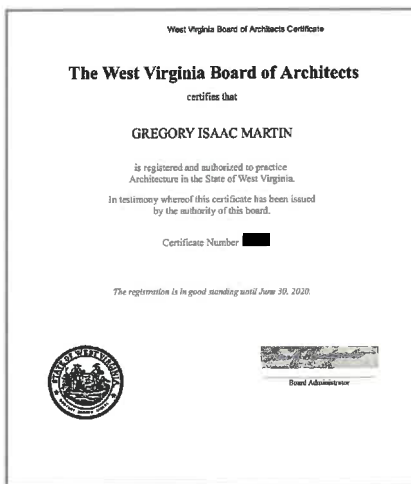 West Virginia Board of Architects Certificate
The West Virginia Board of Architects
certifies that
GREGORY ISAAC MARTIN
is registered and authorized to practice
Architecture in the State of West Virginia.
In testimony whereof this certificate has been issued
by the authority of this board.
Certificate Number
The registration is in good standing until June 30, 2020.
STATE OF WEST VIRGINIA
Board Administrator